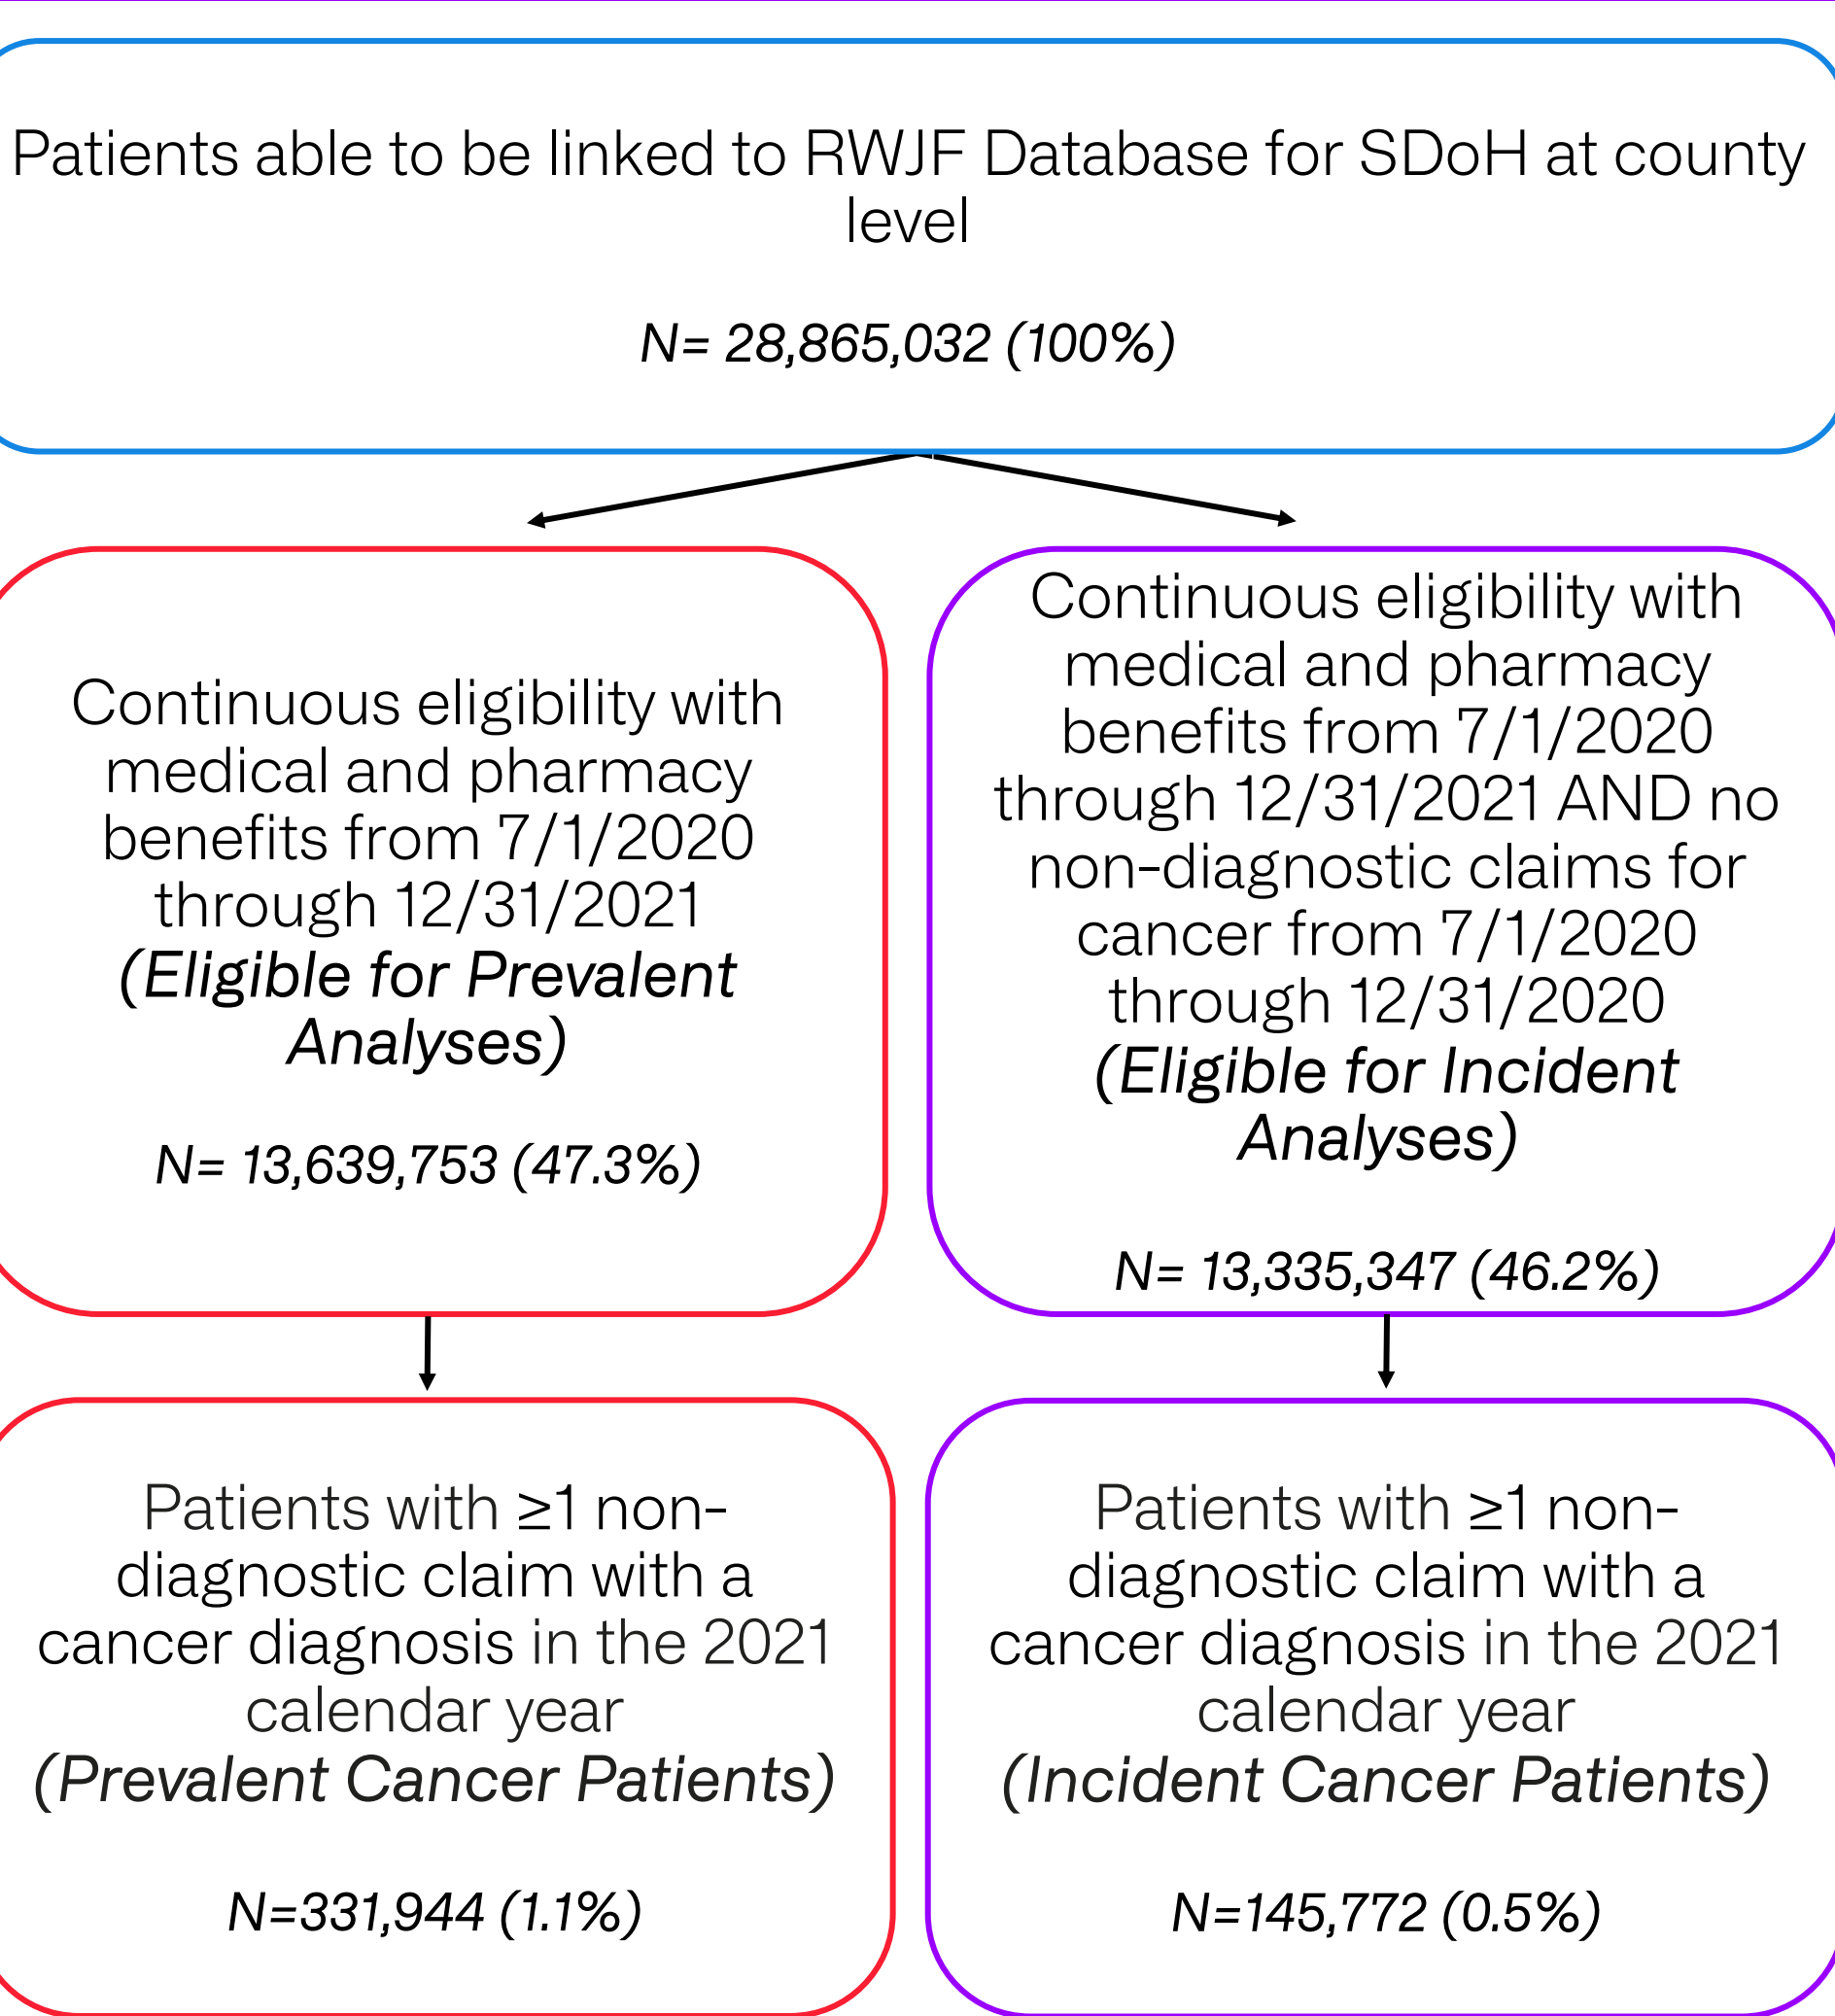 Patients able to be linked to RWJF Database for SDoH at county
level
N= 28,865,032 (100%)
Continuous eligibility with
medical and pharmacy
benefits from 7/1/2020
through 12/31/2021
(Eligible for Prevalent
Analyses)
N= 13,639,753 (47.3%)
Continuous eligibility with
medical and pharmacy
benefits from 7/1/2020
through 12/31/2021 AND no
non-diagnostic claims for
cancer from 7/1/2020
through 12/31/2020
(Eligible for Incident
Analyses)
N= 13,335,347 (46.2%)
Patients with ≥1 non-
diagnostic claim with a
cancer diagnosis in the 2021
calendar year
(Prevalent Cancer Patients)
N=331,944 (1.1%)
Patients with ≥1 non-
diagnostic claim with a
cancer diagnosis in the 2021
calendar year
(Incident Cancer Patients)
N=145,772 (0.5%)